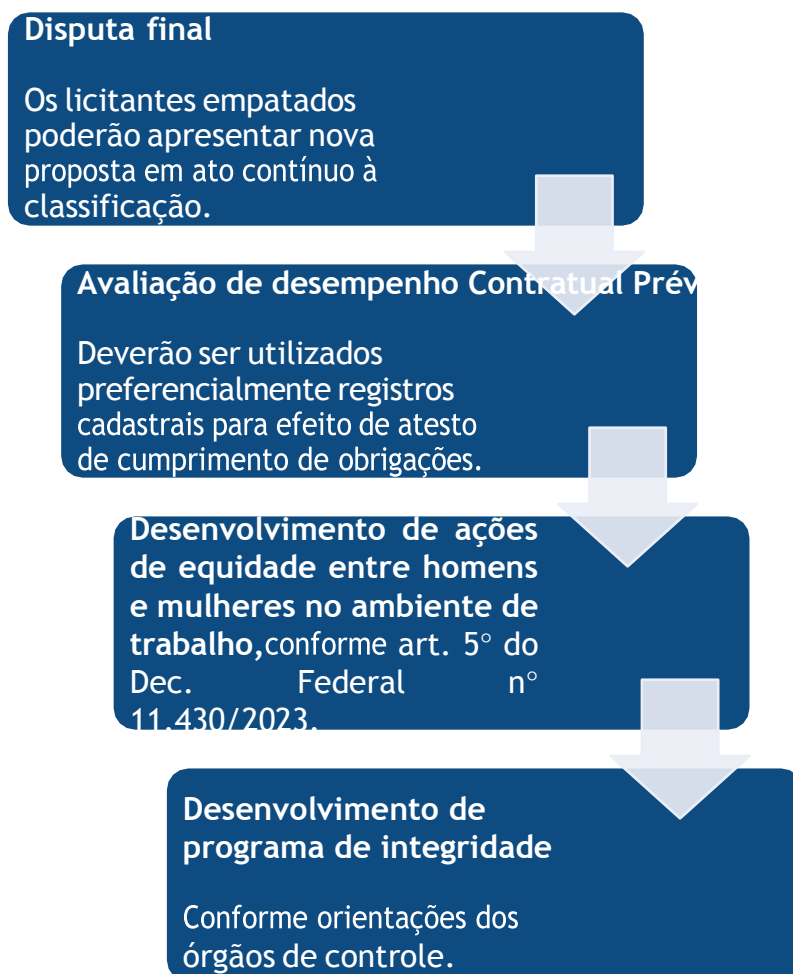 Disputa final
Os licitantes empatados
poderão apresentar nova
proposta em ato contínuo à
classificação.
Avaliação de desempenho Contratual Prév
Deverão ser utilizados
preferencialmente registros
cadastrais para efeito de atesto
de cumprimento de obrigações.
Desenvolvimento de ações
de equidade entre homens
e mulheres no ambiente de
trabalho,conforme art. 5° do
Dec. Federal n°
11.430/2023.
Desenvolvimento de
programa de integridade
Conforme orientações dos
órgãos de controle.